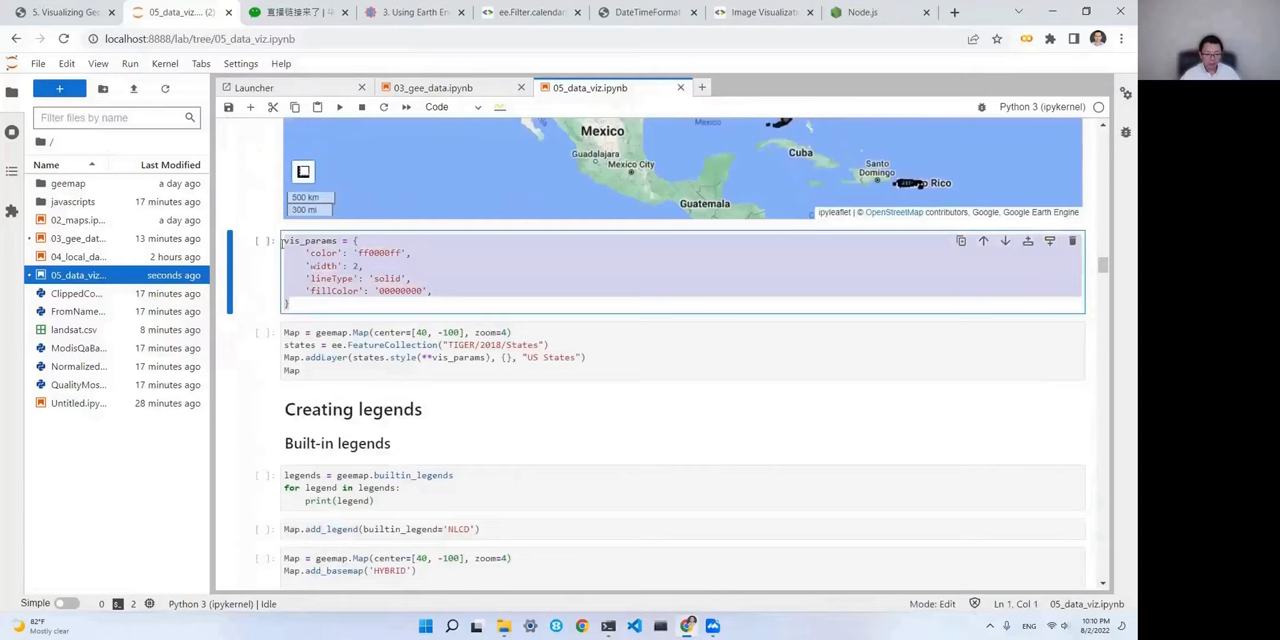 5. Visualizing Ge
05_data_viz.... (2)
直播链接来了 |
3. Using Earth En
ee.Filter.calendar
DateTimeFormat
Image Visualizat
Node.js
localhost:8888/lab/tree/05_data_viz.ipynb
File Edit View Run Kernel Tabs Settings Help
Launcher
03_gee_data.ipynb
05_data_viz.ipynb
Code
Python 3 (ipykernel)
Filter files by name
/
Name Last Modified
geemap a day ago
javascripts 17 minutes ago
02_maps.ip... a day ago
03_gee_dat... 13 minutes ago
04_local_da... 2 hours ago
05_data_viz... seconds ago
ClippedCo... 17 minutes ago
FromName... 17 minutes ago
landsat.csv 8 minutes ago
ModisQaBa... 17 minutes ago
Normalized... 17 minutes ago
QualityMos... 17 minutes ago
Untitled.ipy... 28 minutes ago
Mexico
Mexico
Guadalajara
Mexico City
Cuba
Santo
Domingo
Rico
Guatemala
500 km
300 mi
ipyleaflet | © OpenStreetMap contributors, Google, Google Earth Engine
[ ]: vis_params = {
'color': 'ff0000ff',
'width': 2,
'lineType': 'solid',
'fillColor': '00000000',
}
[ ]: Map = geemap.Map(center=[40, -100], zoom=4)
states = ee.FeatureCollection("TIGER/2018/States")
Map.addLayer(states.style(**vis_params), {}, "US States")
Map
Creating legends
Built-in legends
[ ]: legends = geemap.builtin_legends
for legend in legends:
print(legend)
[ ]: Map.add_legend(builtin_legend='NLCD')
[ ]: Map = geemap.Map(center=[40, -100], zoom=4)
Map.add_basemap('HYBRID')
Simple 0 2 Python 3 (ipykernel) | Idle Mode: Edit Ln 1, Col 1 05_data_viz.ipynb
82°F
Mostly clear
ENG
10:10 PM
8/2/2022